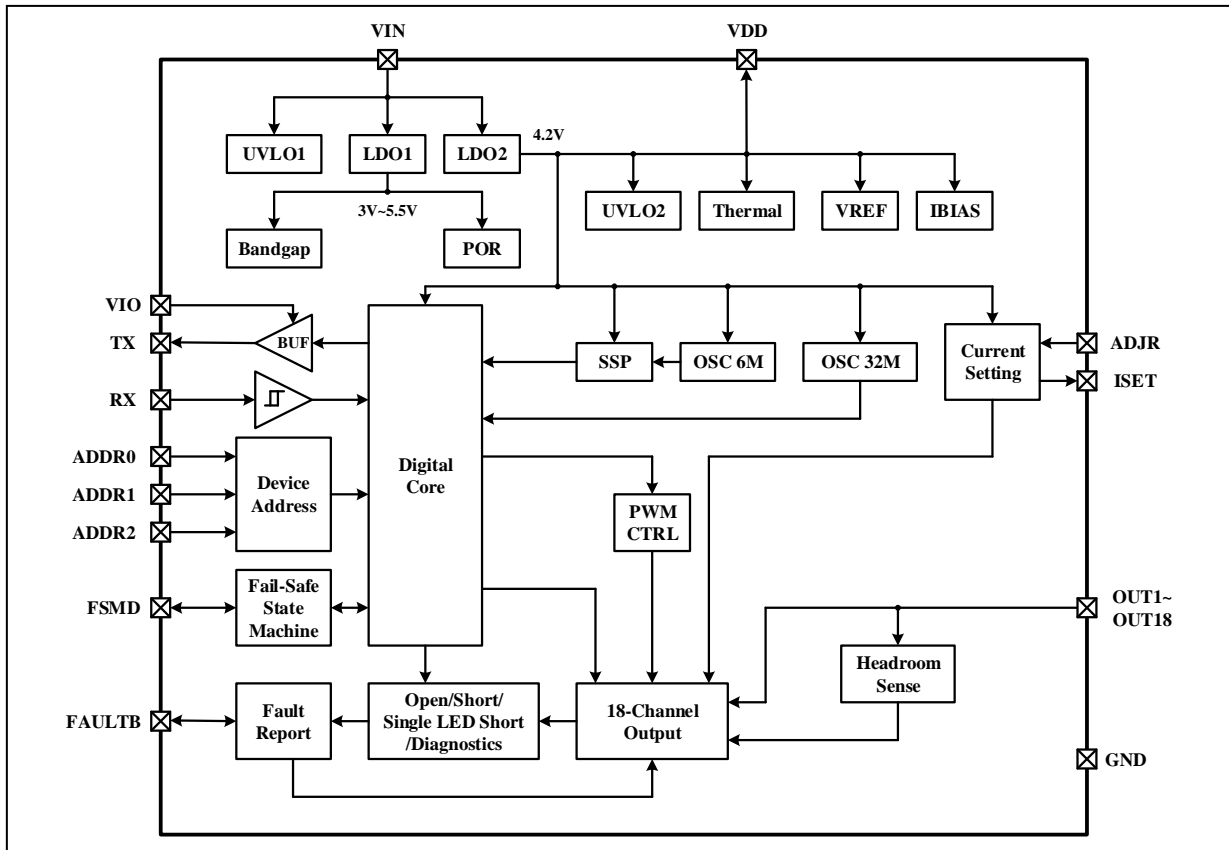 VIN
VDD
4.2V
UVLO1
LDO1
LDO2
3V~5.5V
UVLO2
Thermal
VREF
IBIAS
Bandgap
POR
VIO
TX
BUF
RX
SSP
OSC 6M
OSC 32M
Current
Setting
ADJR
ISET
ADDR0
ADDR1
ADDR2
Device
Address
Digital
Core
PWM
CTRL
FSMD
Fail-Safe
State
Machine
OUT1~
OUT18
Headroom
Sense
FAULTB
Fault
Report
Open/Short/
Single LED Short
/Diagnostics
18-Channel
Output
GND